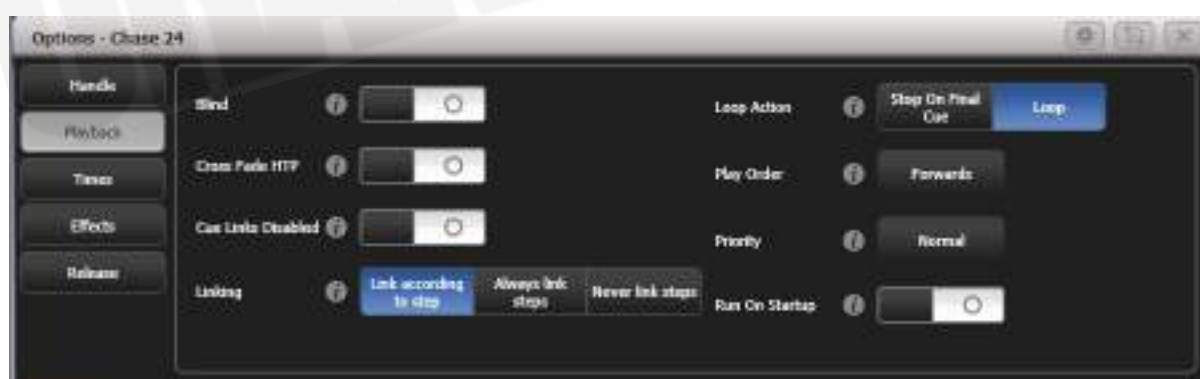 Options - Chase 24
Handle
Playback
Times
Effects
Release
Blind
Cross Fade HTP
Cue Links Disabled
Linking
Link according
to step
Always link
steps
Never link steps
Loop Action
Stop On Final
Cue
Loop
Play Order
Forwards
Priority
Normal
Run On Startup